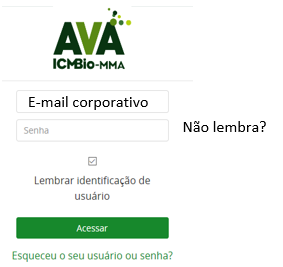 AVA
ICMBio-MMA
E-mail corporativo
Senha
Não lembra?
Lembrar identificação de
usuário
Acessar
Esqueceu o seu usuário ou senha?